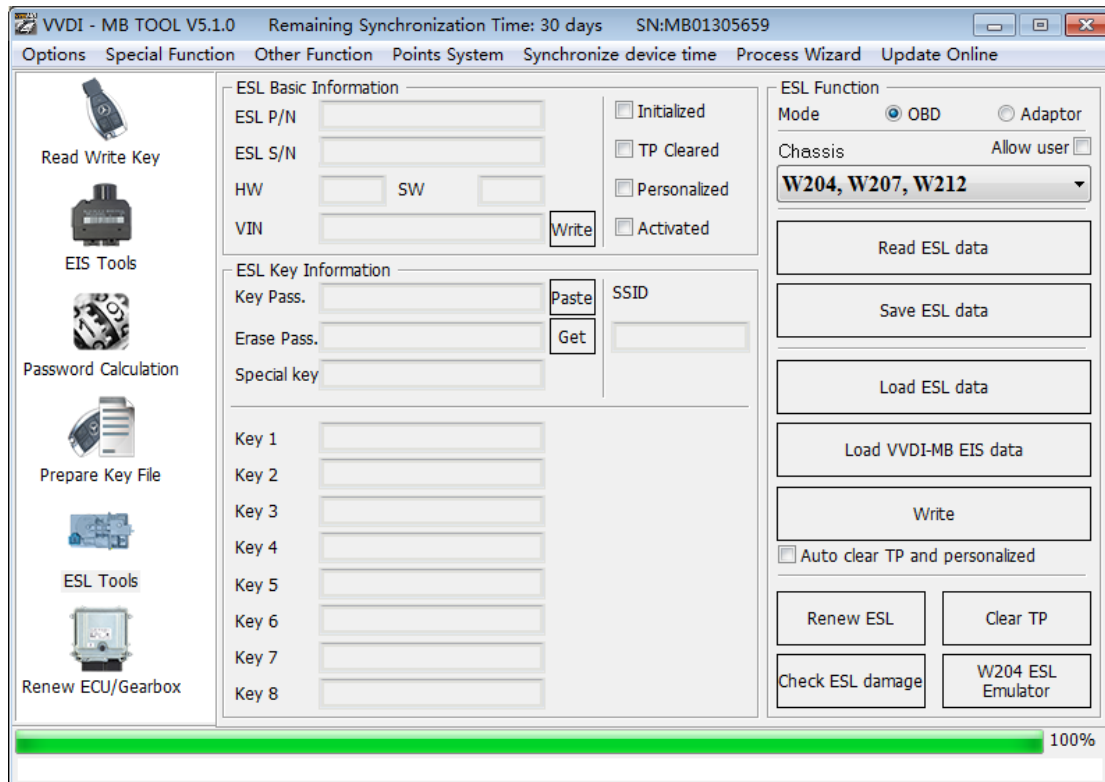 VVDI - MB TOOL V5.1.0 Remaining Synchronization Time: 30 days SN:MB01305659
Options Special Function Other Function Points System Synchronize device time Process Wizard Update Online
Read Write Key
EIS Tools
Password Calculation
Prepare Key File
ESL Tools
Renew ECU/Gearbox
ESL Basic Information
ESL P/N
ESL S/N
HW SW
VIN Write
Initialized
TP Cleared
Personalized
Activated
ESL Key Information
Key Pass. Paste
Erase Pass. Get
Special key
SSID
Key 1
Key 2
Key 3
Key 4
Key 5
Key 6
Key 7
Key 8
ESL Function
Mode OBD Adaptor
Chassis Allow user
W204, W207, W212
Read ESL data
Save ESL data
Load ESL data
Load VVDI-MB EIS data
Write
Auto clear TP and personalized
Renew ESL Clear TP
Check ESL damage W204 ESL
Emulator
100%